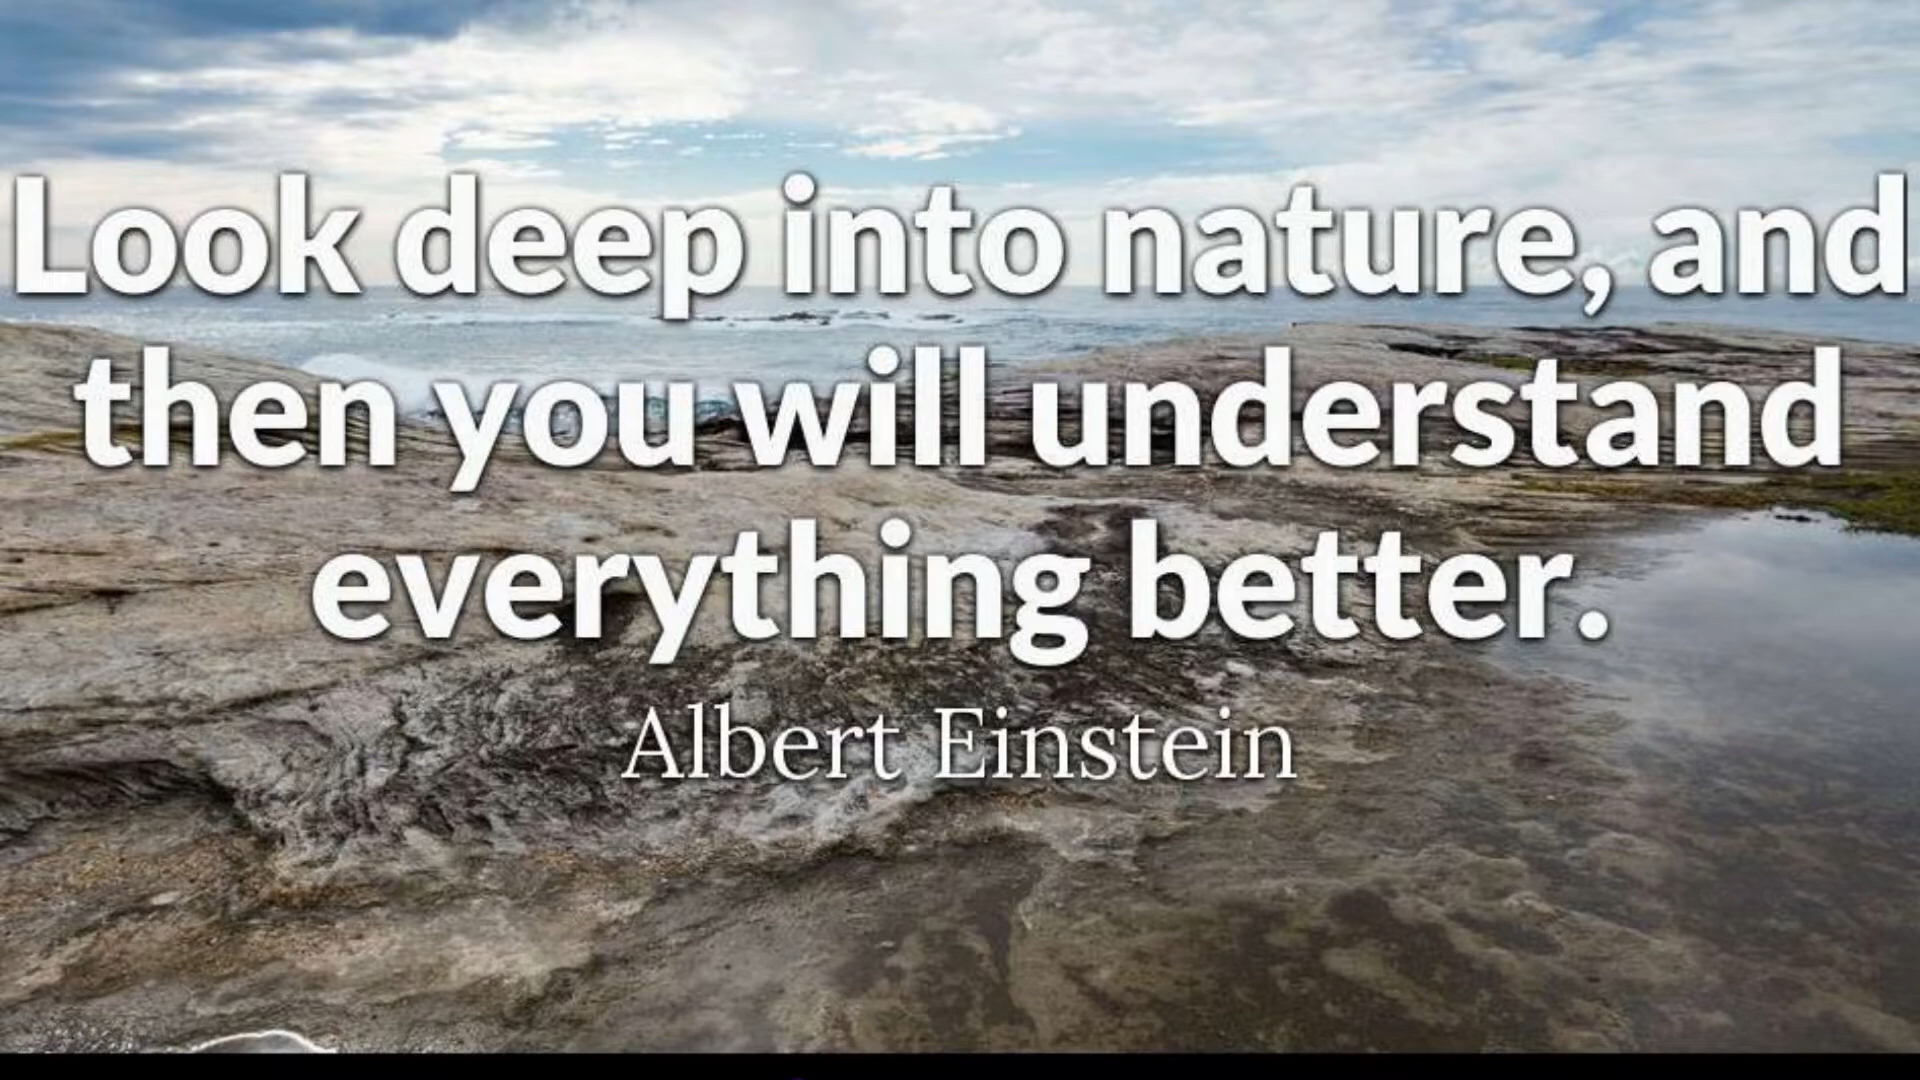 Look deep into nature, and
then you will understand
everything better.
Albert Einstein